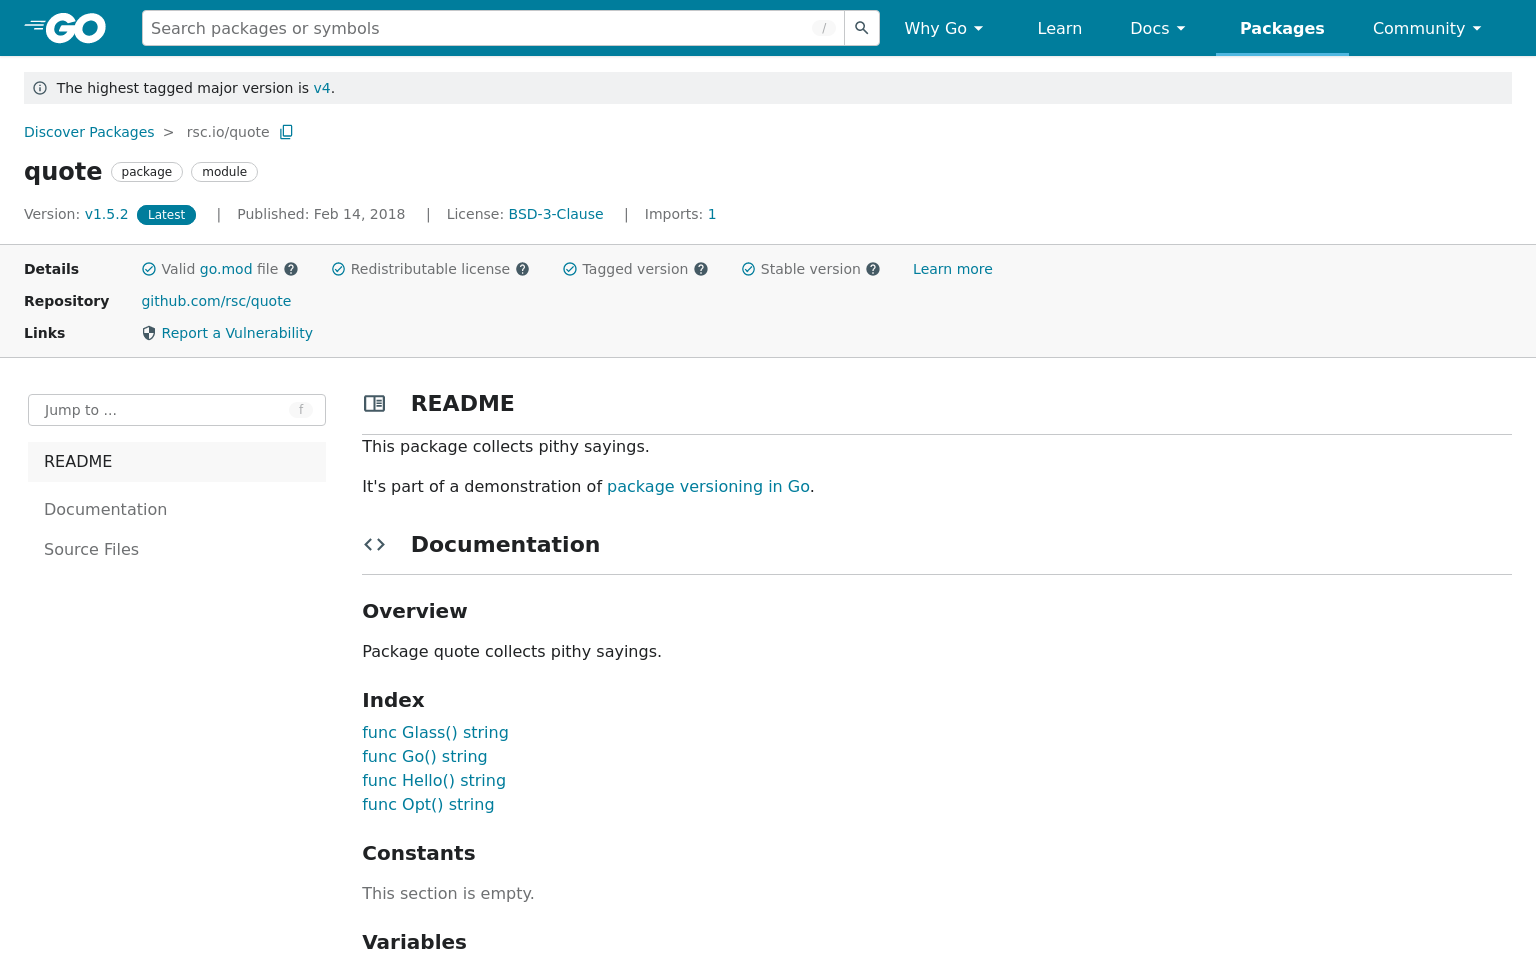 GO
Search packages or symbols /
Why Go
Learn
Docs
Packages
Community
The highest tagged major version is v4.
Discover Packages > rsc.io/quote
quote package module
Version: v1.5.2 Latest | Published: Feb 14, 2018 | License: BSD-3-Clause | Imports: 1
Details Valid go.mod file Redistributable license Tagged version Stable version Learn more
Repository github.com/rsc/quote
Links Report a Vulnerability
Jump to ... f
README
Documentation
Source Files
README
This package collects pithy sayings.
It's part of a demonstration of package versioning in Go.
Documentation
Overview
Package quote collects pithy sayings.
Index
func Glass() string
func Go() string
func Hello() string
func Opt() string
Constants
This section is empty.
Variables